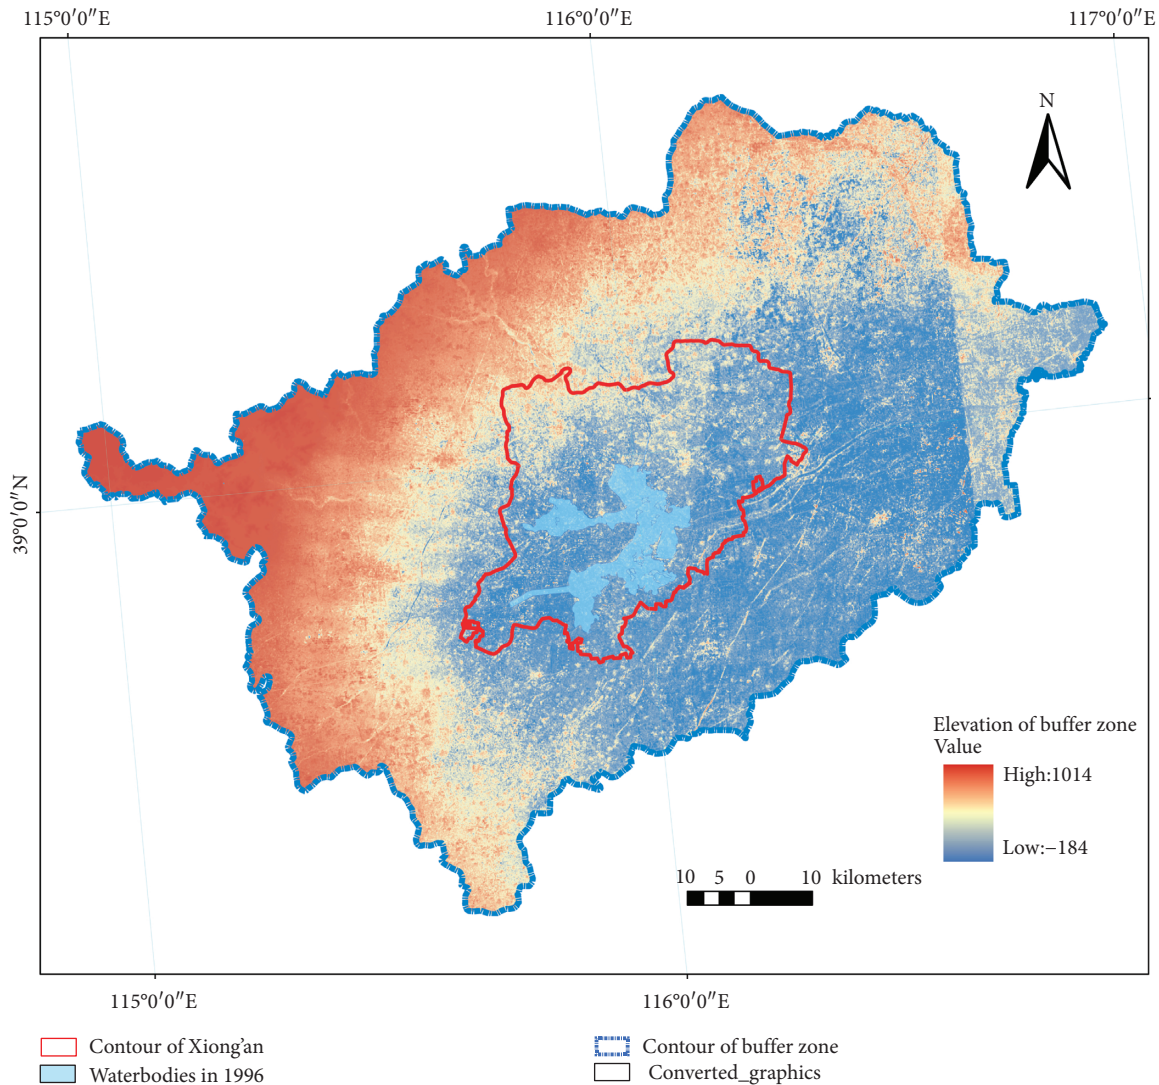 115°0′0″E 116°0′0″E 117°0′0″E
N
39°0′0″N
Elevation of buffer zone
Value
High:1014
Low:−184
10 5 0 10 kilometers
115°0′0″E 116°0′0″E
Contour of Xiong'an Contour of buffer zone
Waterbodies in 1996 Converted_graphics